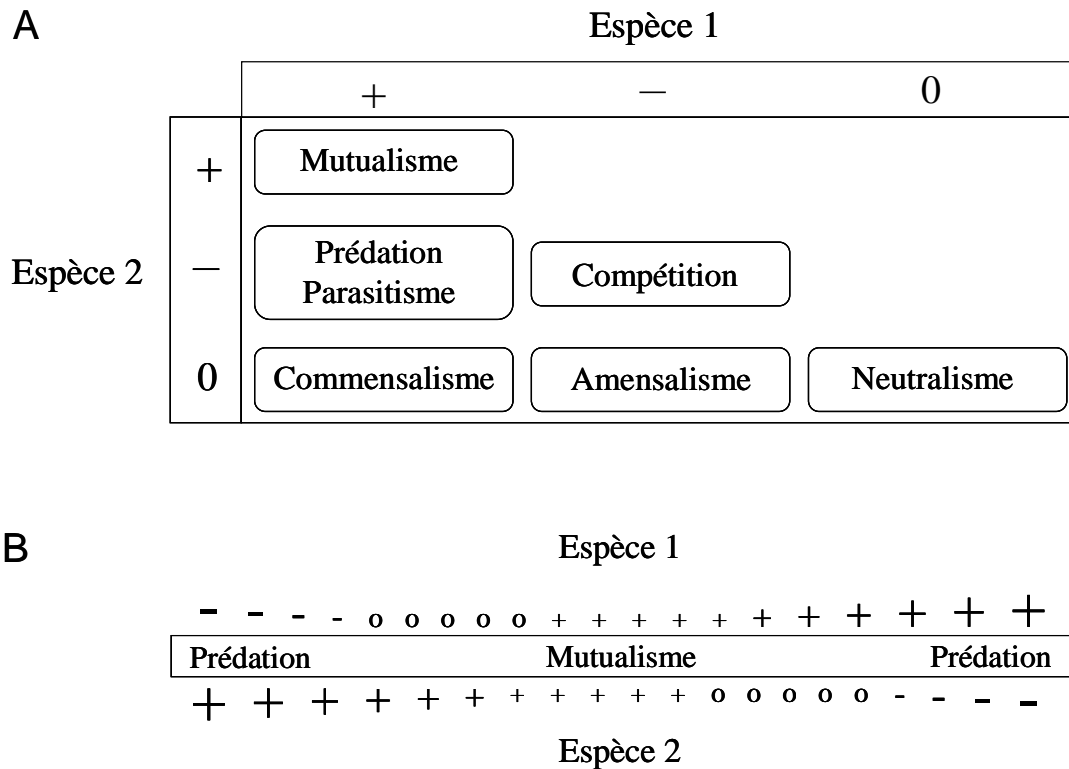 A
Espèce 1
+ − 0
+ Mutualisme
Espèce 2
− Prédation
Parasitisme Compétition
0 Commensalisme Amensalisme Neutralisme
B
Espèce 1
- - - - o o o o o + + + + + + + + + + +
Prédation Mutualisme Prédation
+ + + + + + + + + + + o o o o o - - - -
Espèce 2